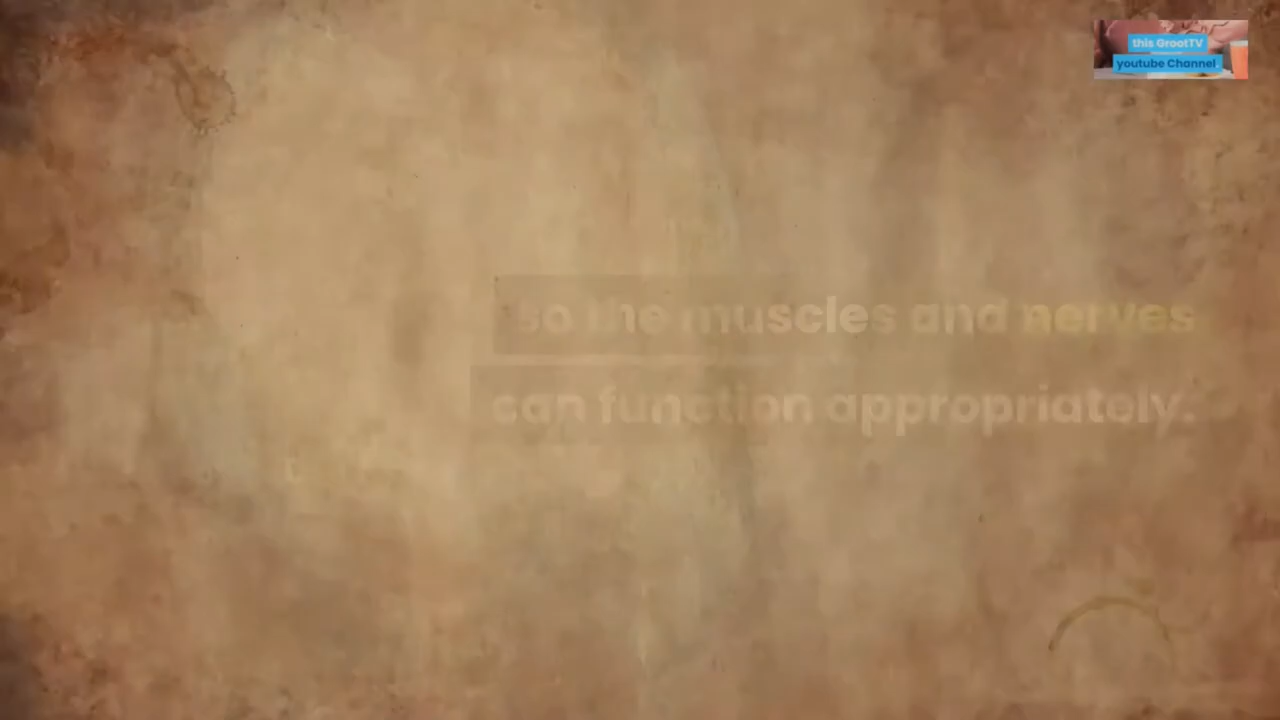 this GrootTV
youtube Channel.
so the muscles and nerves
can function appropriately.